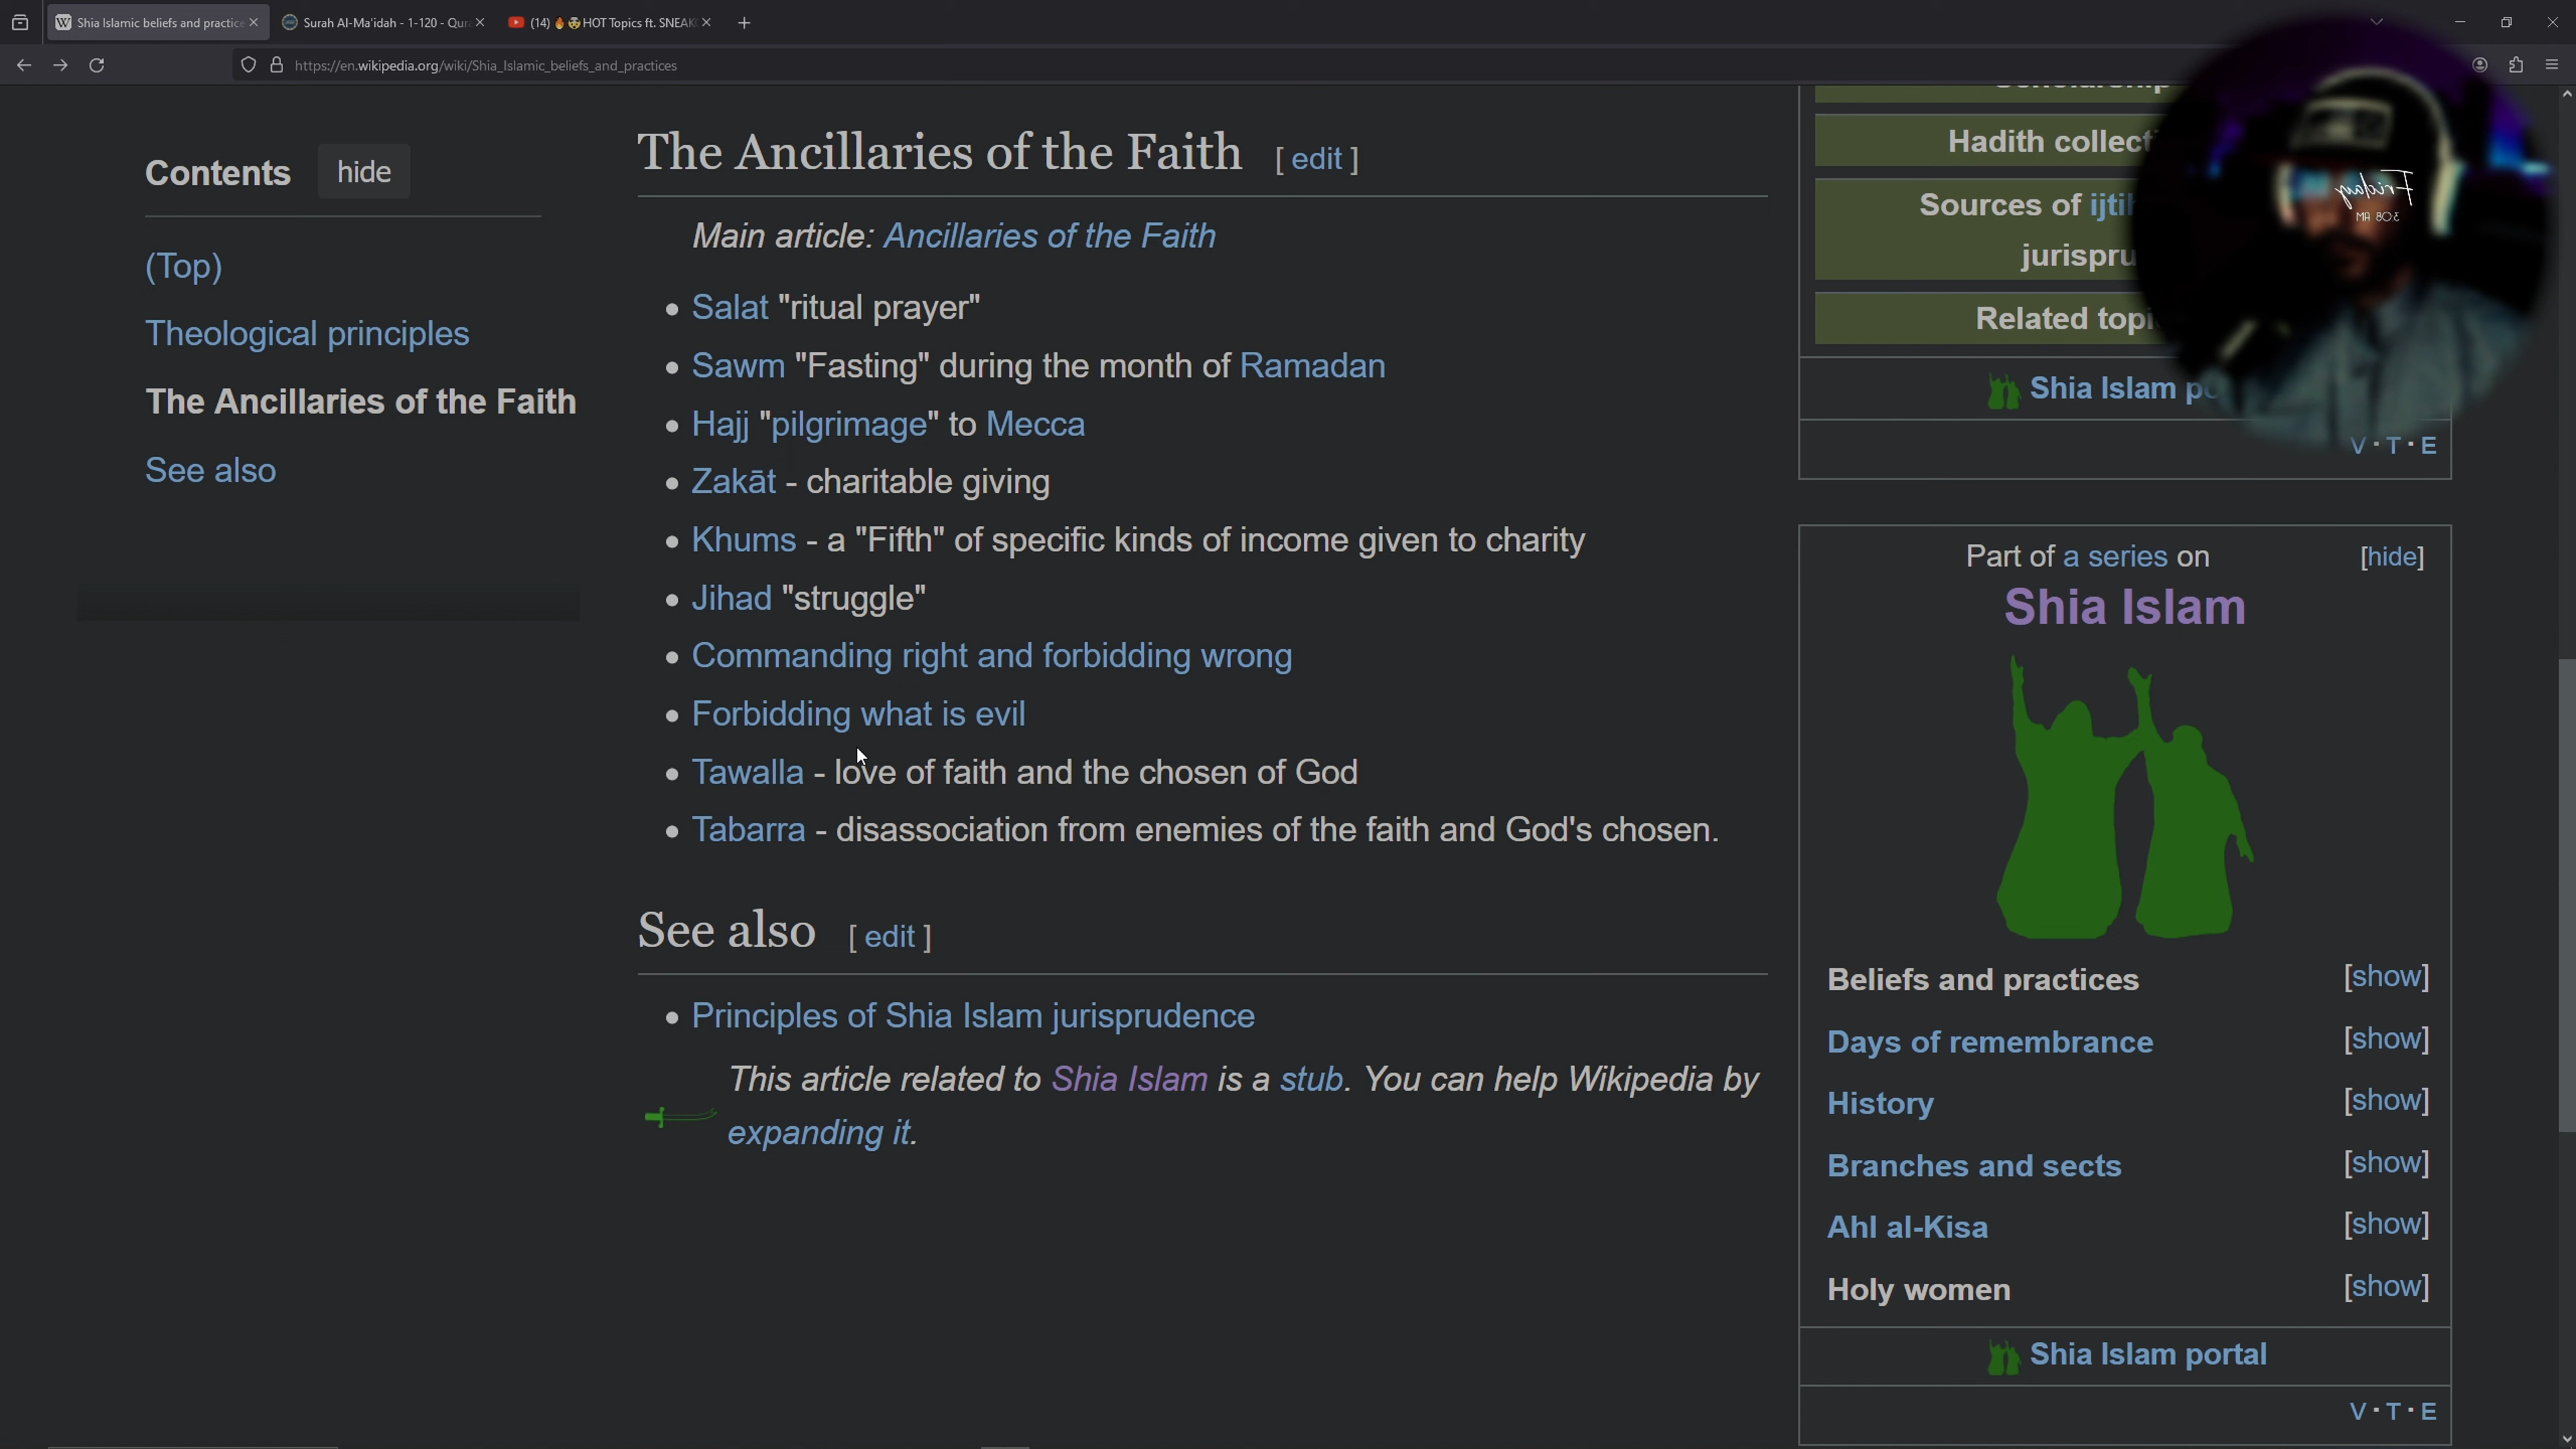 Shia Islamic beliefs and practice
Surah Al-Ma'idah - 1-120 - Qur
(14) 🔥🤯HOT Topics ft. SNEAK
https://en.wikipedia.org/wiki/Shia_Islamic_beliefs_and_practices
Contents
hide
(Top)
Theological principles
The Ancillaries of the Faith
See also
The Ancillaries of the Faith [ edit ]
Main article: Ancillaries of the Faith
• Salat "ritual prayer"
• Sawm "Fasting" during the month of Ramadan
• Hajj "pilgrimage" to Mecca
• Zakāt - charitable giving
• Khums - a "Fifth" of specific kinds of income given to charity
• Jihad "struggle"
• Commanding right and forbidding wrong
• Forbidding what is evil
• Tawalla - love of faith and the chosen of God
• Tabarra - disassociation from enemies of the faith and God's chosen.
See also [ edit ]
• Principles of Shia Islam jurisprudence
This article related to Shia Islam is a stub. You can help Wikipedia by
expanding it.
Hadith collect
Sources of ijti
jurispru
Related topi
Shia Islam po
V · T · E
Friday
3:08 AM
Part of a series on [hide]
Shia Islam
Beliefs and practices [show]
Days of remembrance [show]
History [show]
Branches and sects [show]
Ahl al-Kisa [show]
Holy women [show]
Shia Islam portal
V · T · E